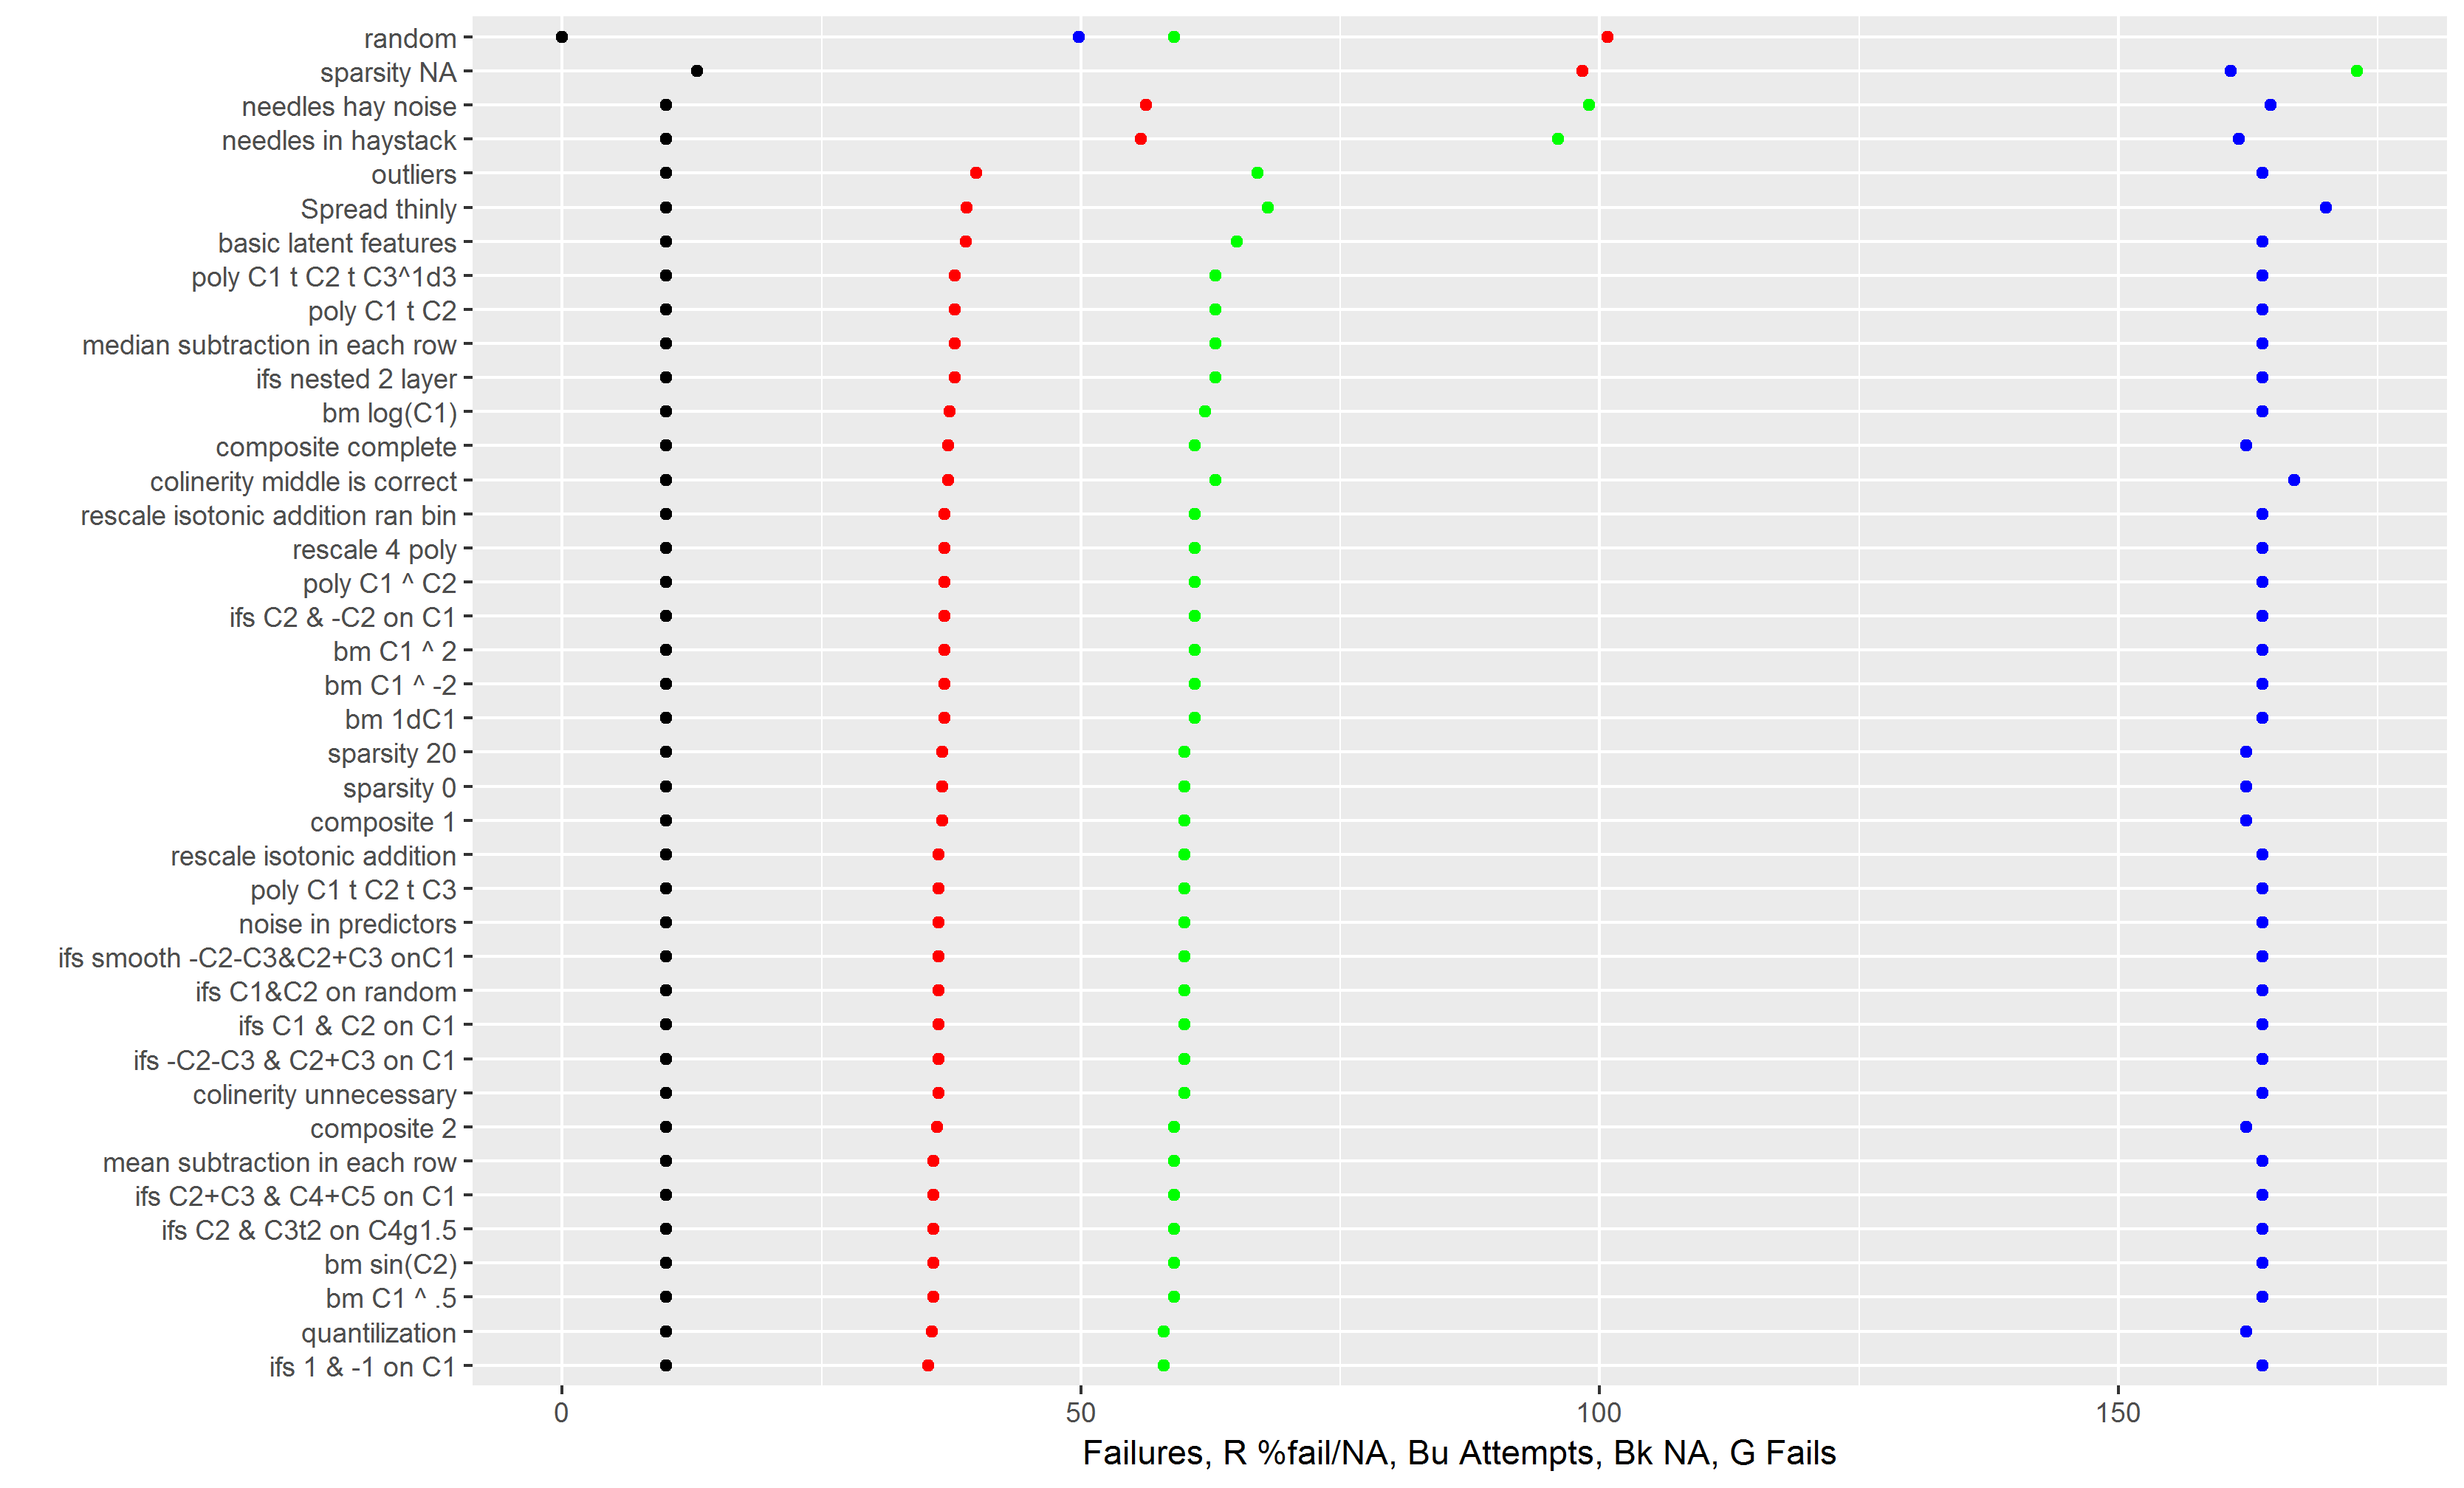 random
sparsity NA
needles hay noise
needles in haystack
outliers
Spread thinly
basic latent features
poly C1 t C2 t C3^1d3
poly C1 t C2
median subtraction in each row
ifs nested 2 layer
bm log(C1)
composite complete
colinerity middle is correct
rescale isotonic addition ran bin
rescale 4 poly
poly C1 ^ C2
ifs C2 & -C2 on C1
bm C1 ^ 2
bm C1 ^ -2
bm 1dC1
sparsity 20
sparsity 0
composite 1
rescale isotonic addition
poly C1 t C2 t C3
noise in predictors
ifs smooth -C2-C3&C2+C3 onC1
ifs C1&C2 on random
ifs C1 & C2 on C1
ifs -C2-C3 & C2+C3 on C1
colinerity unnecessary
composite 2
mean subtraction in each row
ifs C2+C3 & C4+C5 on C1
ifs C2 & C3t2 on C4g1.5
bm sin(C2)
bm C1 ^ .5
quantilization
ifs 1 & -1 on C1
0 50 100 150
Failures, R %fail/NA, Bu Attempts, Bk NA, G Fails